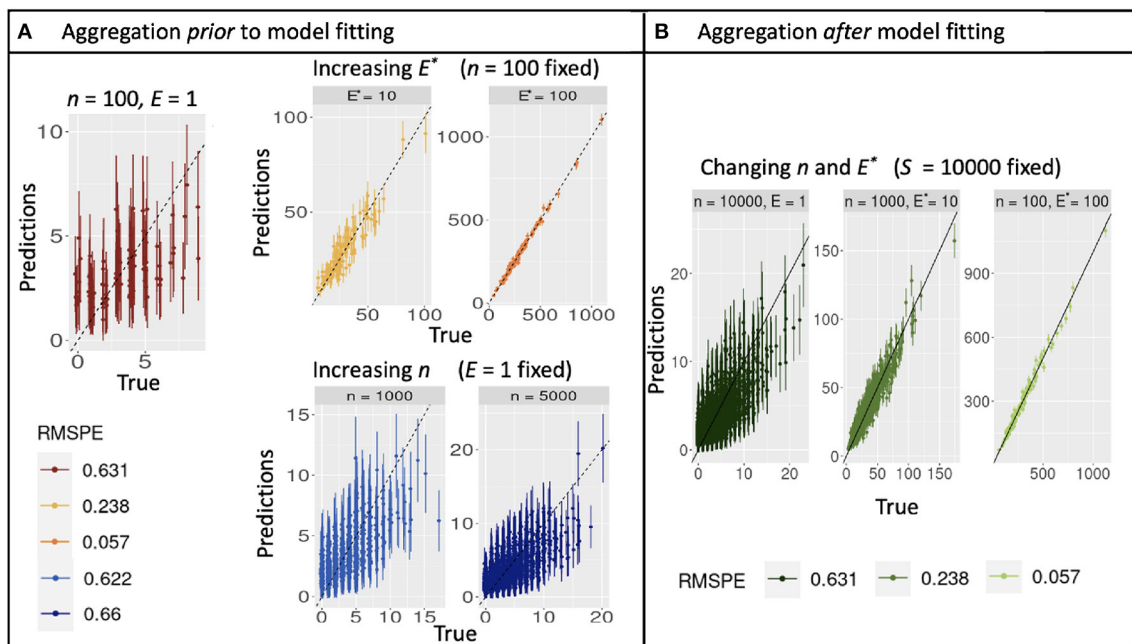 A Aggregation prior to model fitting
n = 100, E = 1
10
5
0
0 5
Predictions
True
Increasing E* (n = 100 fixed)
E* = 10
E* = 100
100
50
50 100
1000
500
0
0 500 1000
Predictions
True
Increasing n (E = 1 fixed)
n = 1000
n = 5000
15
10
5
0
0 5 10 15
20
10
0
0 10 20
Predictions
True
RMSPE
0.631
0.238
0.057
0.622
0.66
B Aggregation after model fitting
Changing n and E* (S = 10000 fixed)
n = 10000, E = 1
n = 1000, E* = 10
n = 100, E* = 100
20
10
0
0 10 20
150
100
50
0
0 50 100 150
900
600
300
500 1000
Predictions
True
RMSPE 0.631 0.238 0.057